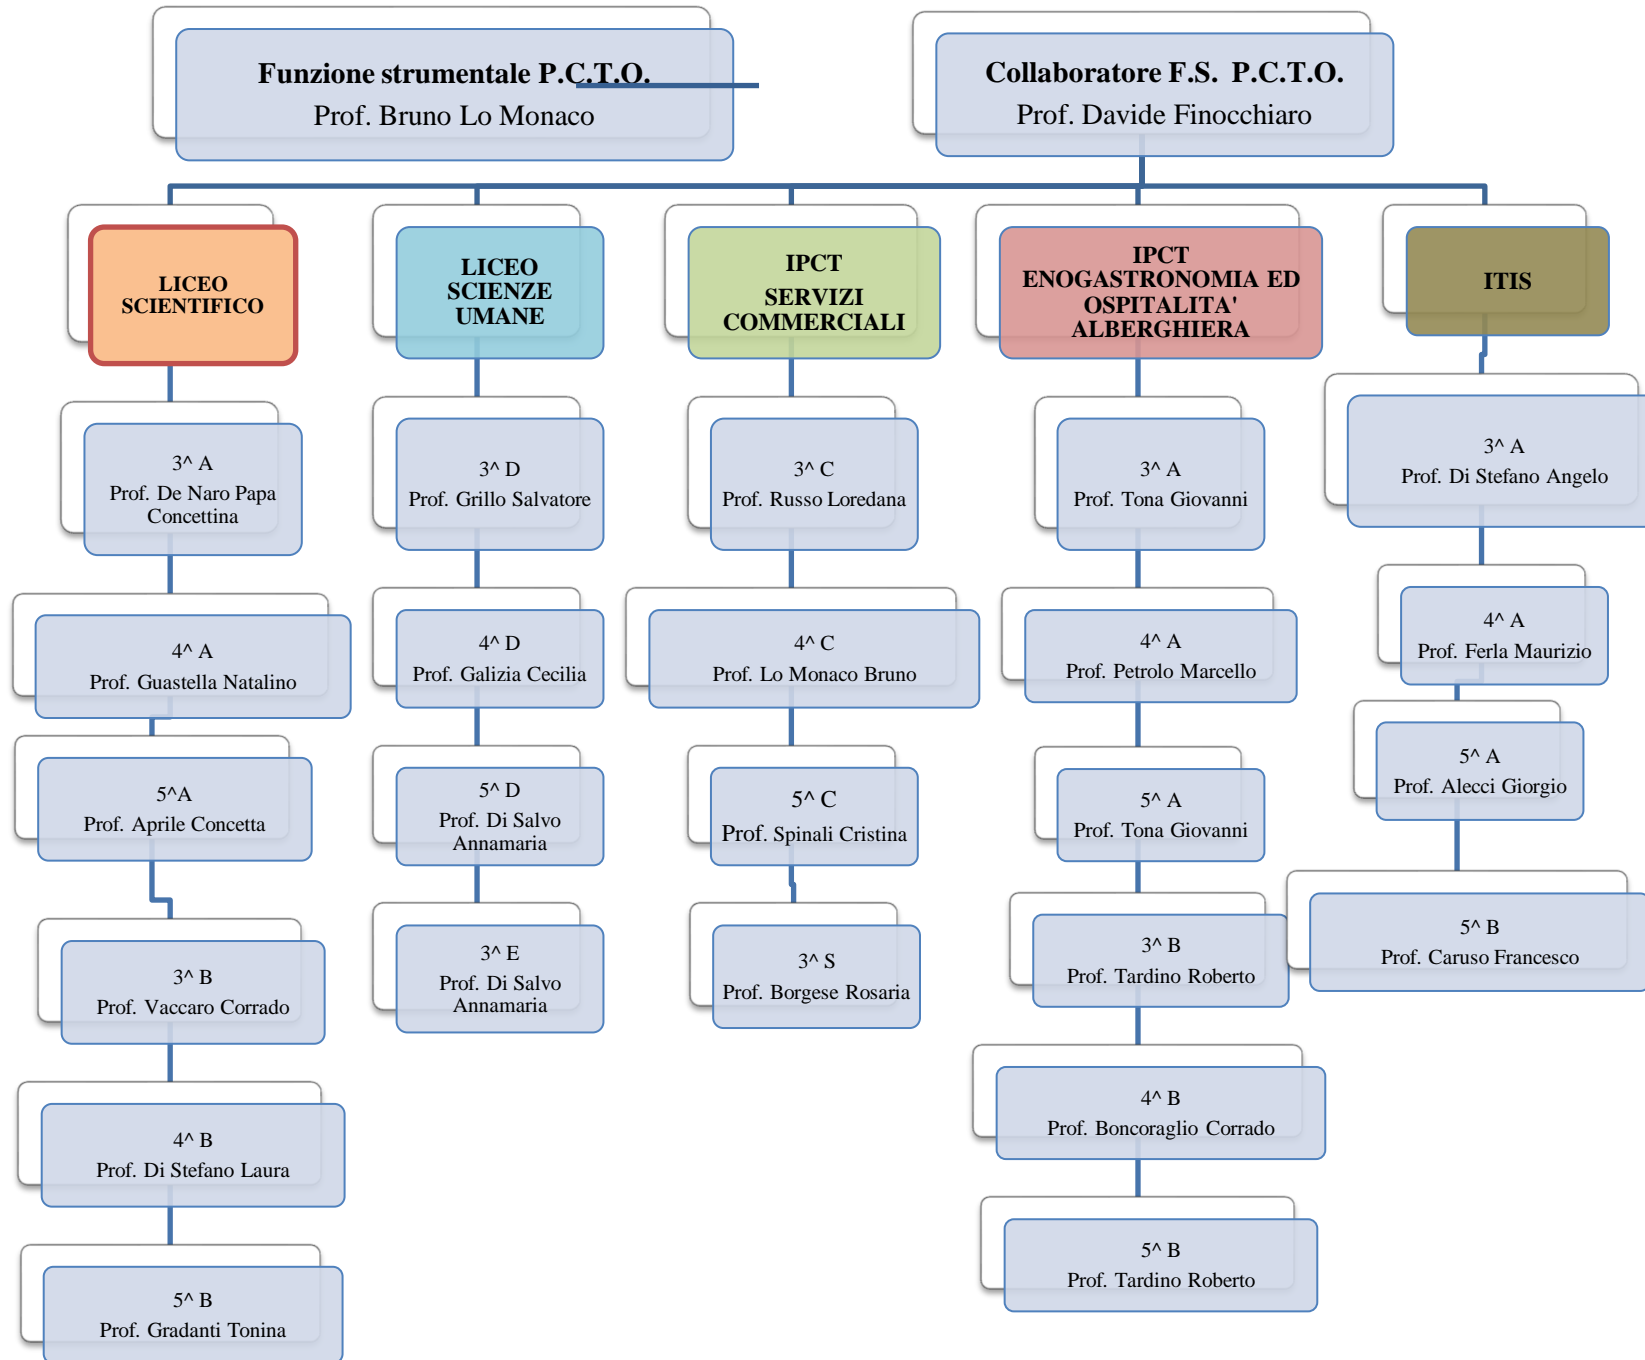 Funzione strumentale P.C.T.O.
Prof. Bruno Lo Monaco
Collaboratore F.S. P.C.T.O.
Prof. Davide Finocchiaro
LICEO
SCIENTIFICO
3^ A
Prof. De Naro Papa
Concettina
4^ A
Prof. Guastella Natalino
5^A
Prof. Aprile Concetta
3^ B
Prof. Vaccaro Corrado
4^ B
Prof. Di Stefano Laura
5^ B
Prof. Gradanti Tonina
LICEO
SCIENZE
UMANE
3^ D
Prof. Grillo Salvatore
4^ D
Prof. Galizia Cecilia
5^ D
Prof. Di Salvo
Annamaria
3^ E
Prof. Di Salvo
Annamaria
IPCT
SERVIZI
COMMERCIALI
3^ C
Prof. Russo Loredana
4^ C
Prof. Lo Monaco Bruno
5^ C
Prof. Spinali Cristina
3^ S
Prof. Borgese Rosaria
IPCT
ENOGASTRONOMIA ED
OSPITALITA'
ALBERGHIERA
3^ A
Prof. Tona Giovanni
4^ A
Prof. Petrolo Marcello
5^ A
Prof. Tona Giovanni
3^ B
Prof. Tardino Roberto
4^ B
Prof. Boncoraglio Corrado
5^ B
Prof. Tardino Roberto
ITIS
3^ A
Prof. Di Stefano Angelo
4^ A
Prof. Ferla Maurizio
5^ A
Prof. Alecci Giorgio
5^ B
Prof. Caruso Francesco